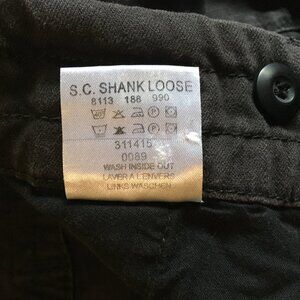 S.C. SHANK LOOSE
8113 188 990
311415
0089
WASH INSIDE OUT
LAVER A L'ENVERS
LINKS WASCHEN